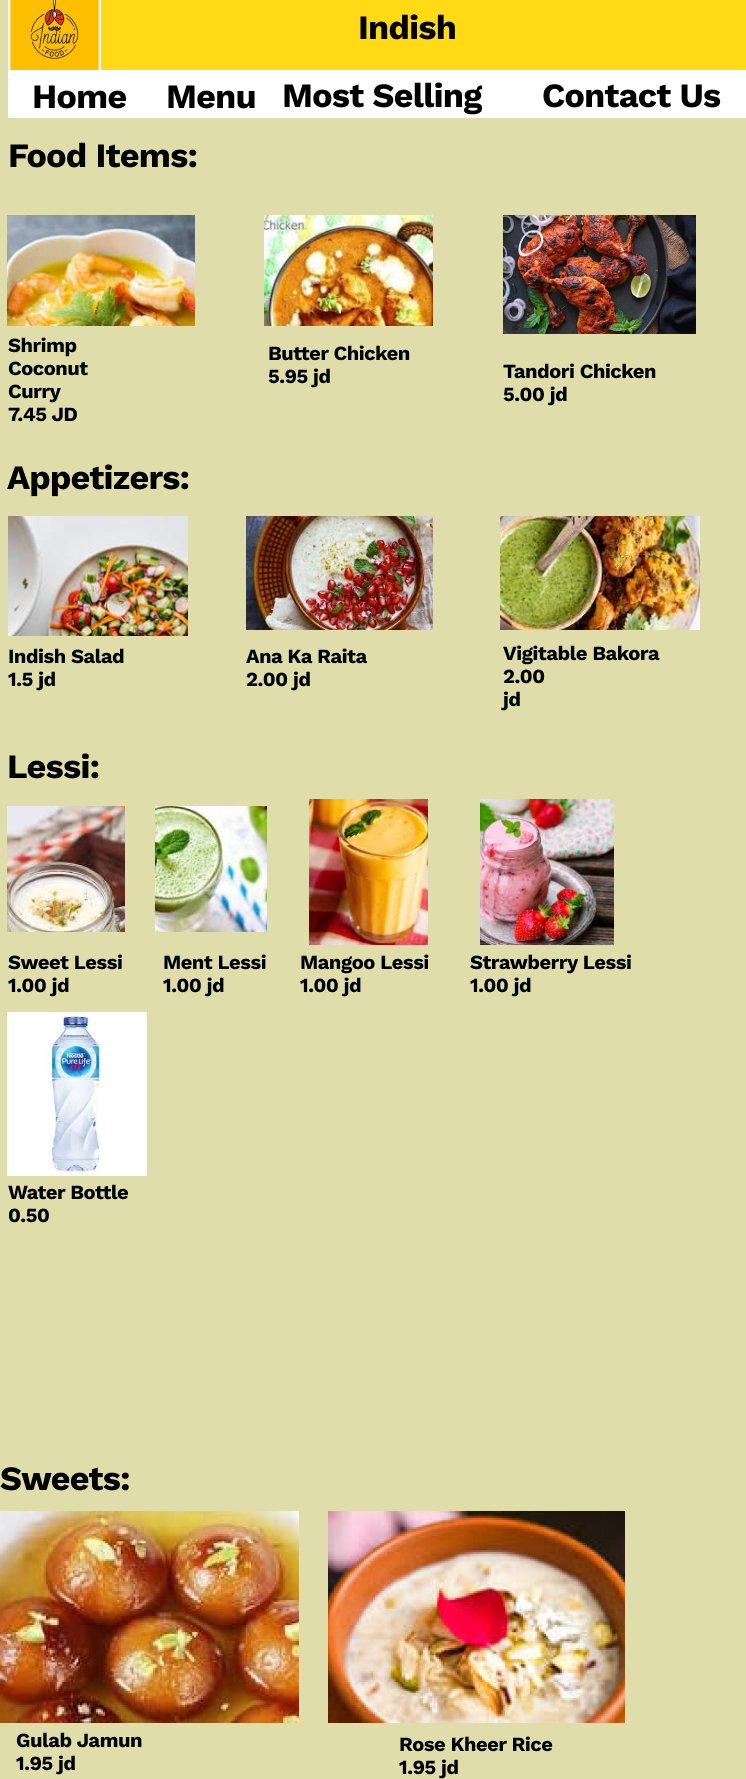 Indian
FOOD
Indish
Home Menu Most Selling Contact Us
Food Items:
Chicken
Shrimp
Coconut
Curry
7.45 JD
Butter Chicken
5.95 jd
Tandori Chicken
5.00 jd
Appetizers:
Indish Salad
1.5 jd
Ana Ka Raita
2.00 jd
Vigitable Bakora
2.00
jd
Lessi:
Sweet Lessi
1.00 jd
Ment Lessi
1.00 jd
Mangoo Lessi
1.00 jd
Strawberry Lessi
1.00 jd
Nestlé
Pure Life
Water Bottle
0.50
Sweets:
Gulab Jamun
1.95 jd
Rose Kheer Rice
1.95 jd